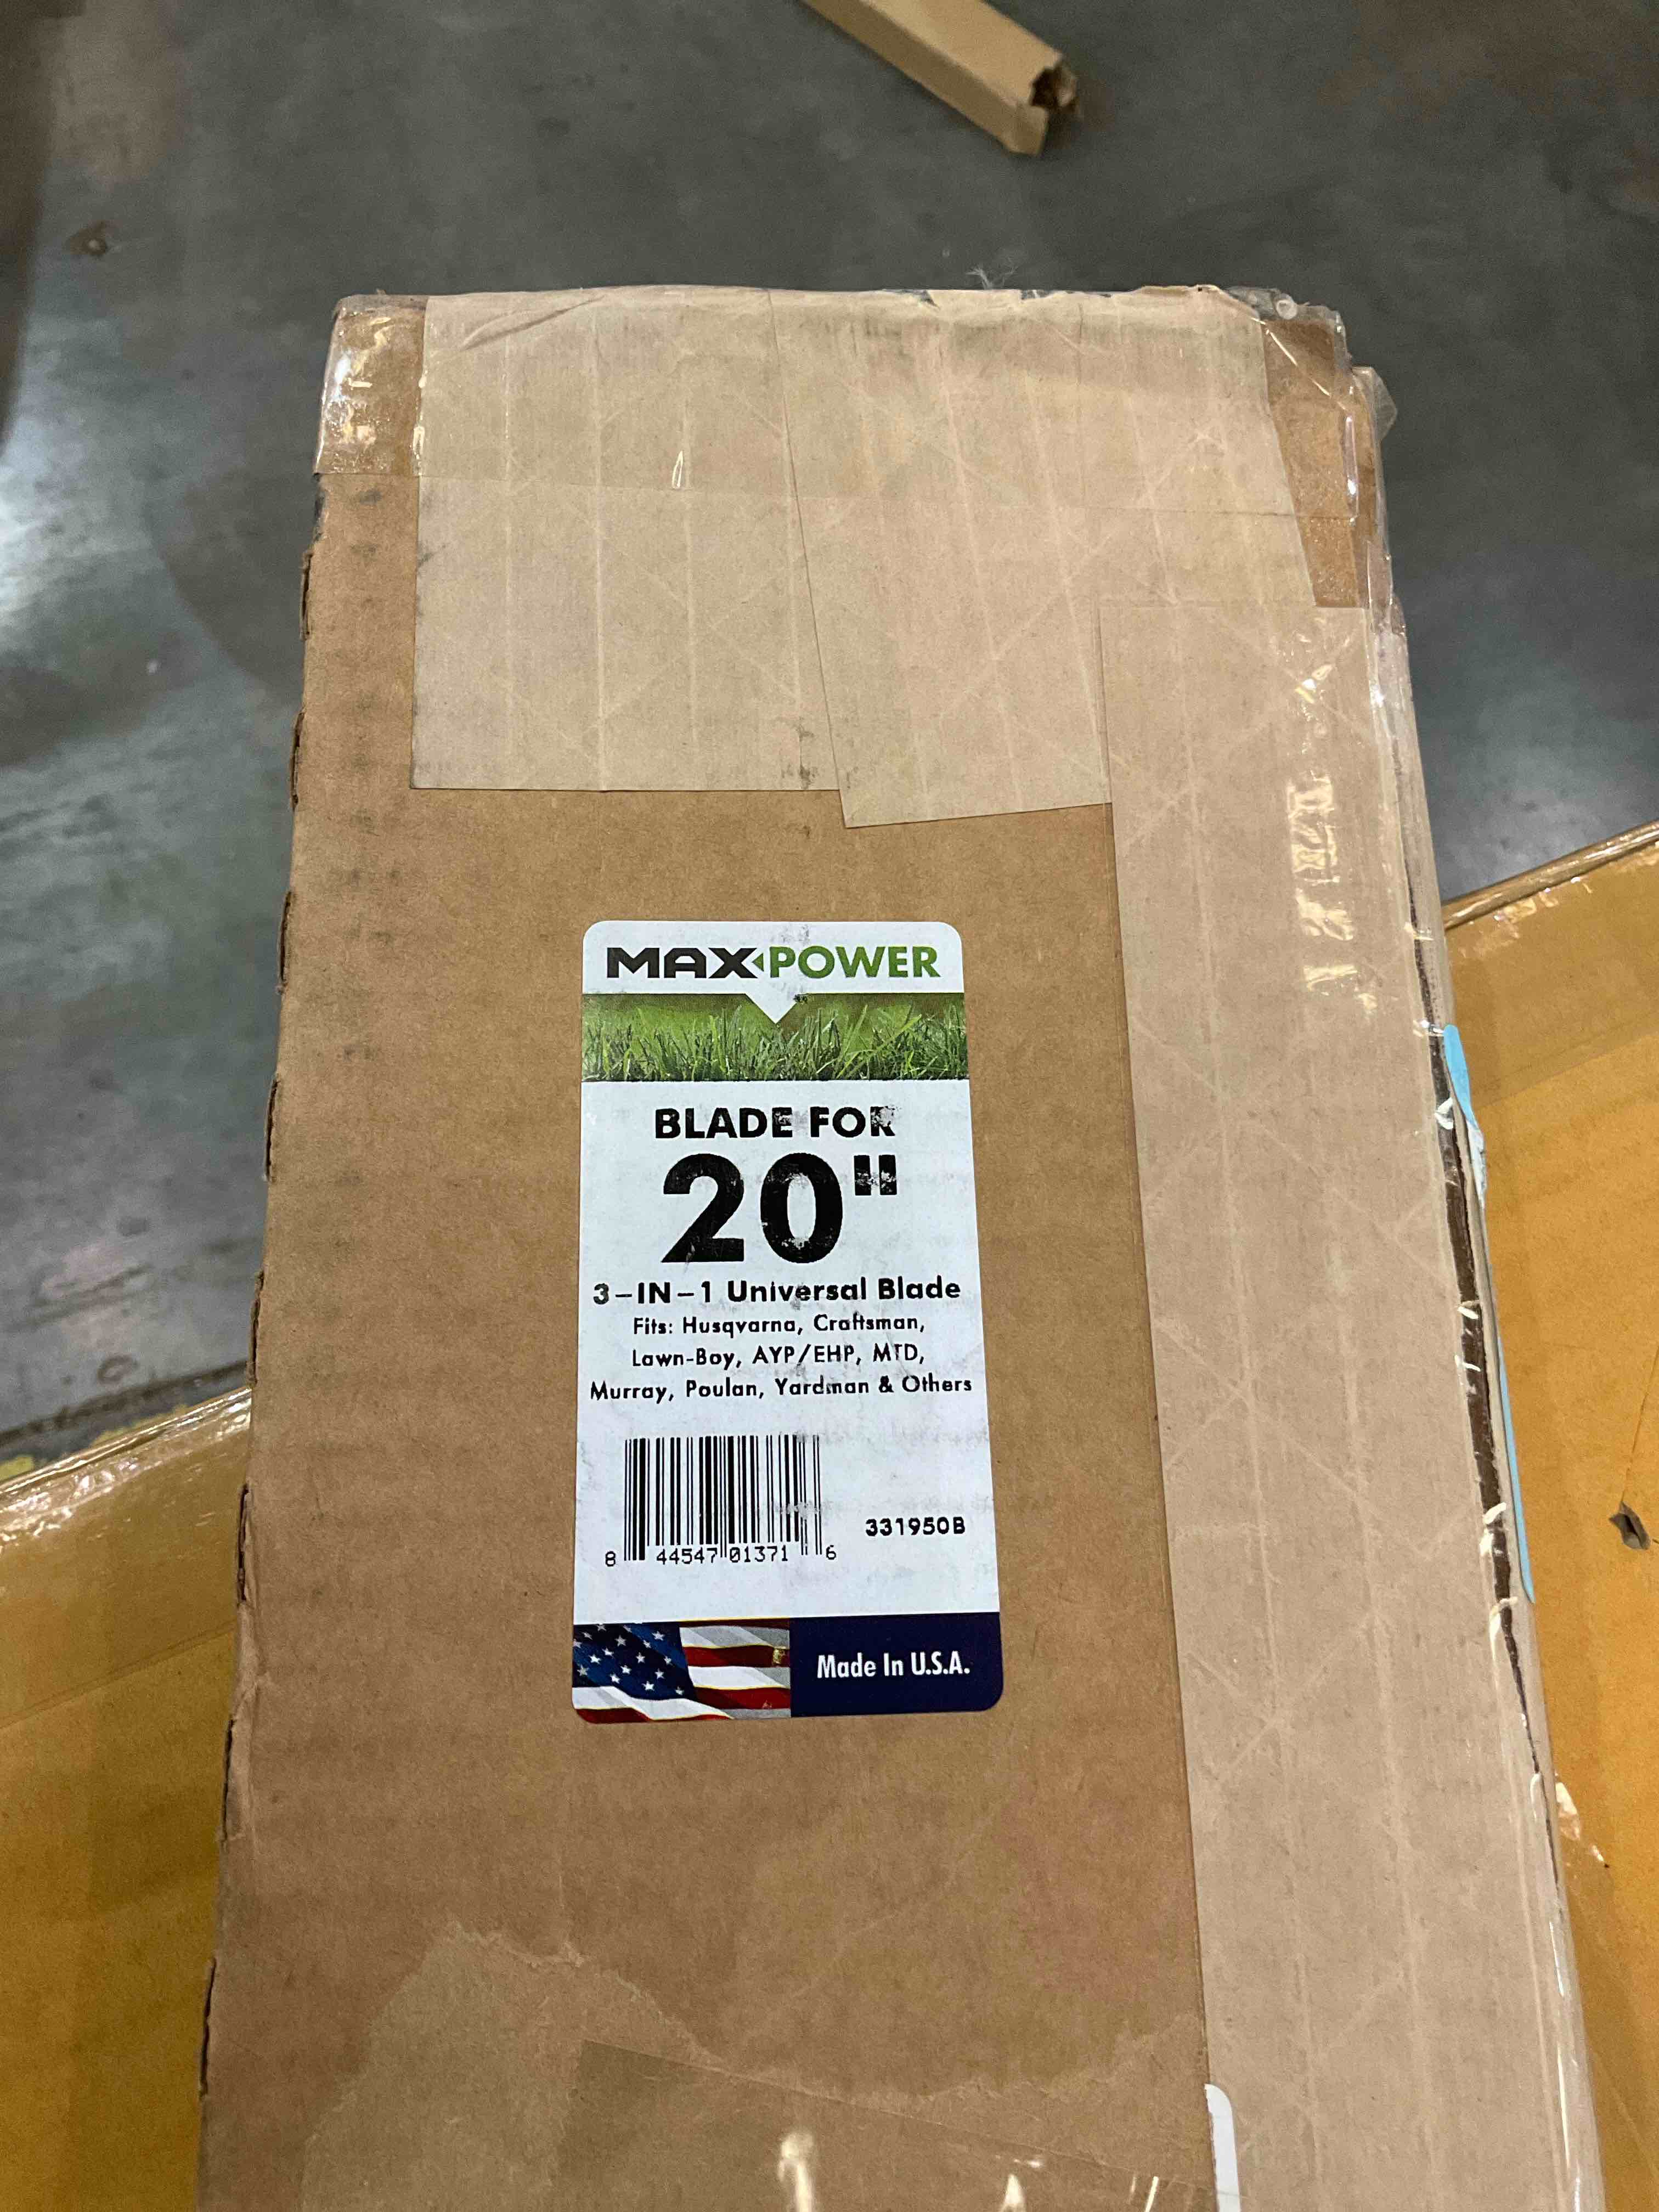 MAX POWER
BLADE FOR
20"
3-IN-1 Universal Blade
Fits: Husqvarna, Craftsman,
Lawn-Boy, AYP/EHP, MTD,
Murray, Poulan, Yardman & Others
331950B
8 44547 01371 6
Made In U.S.A.